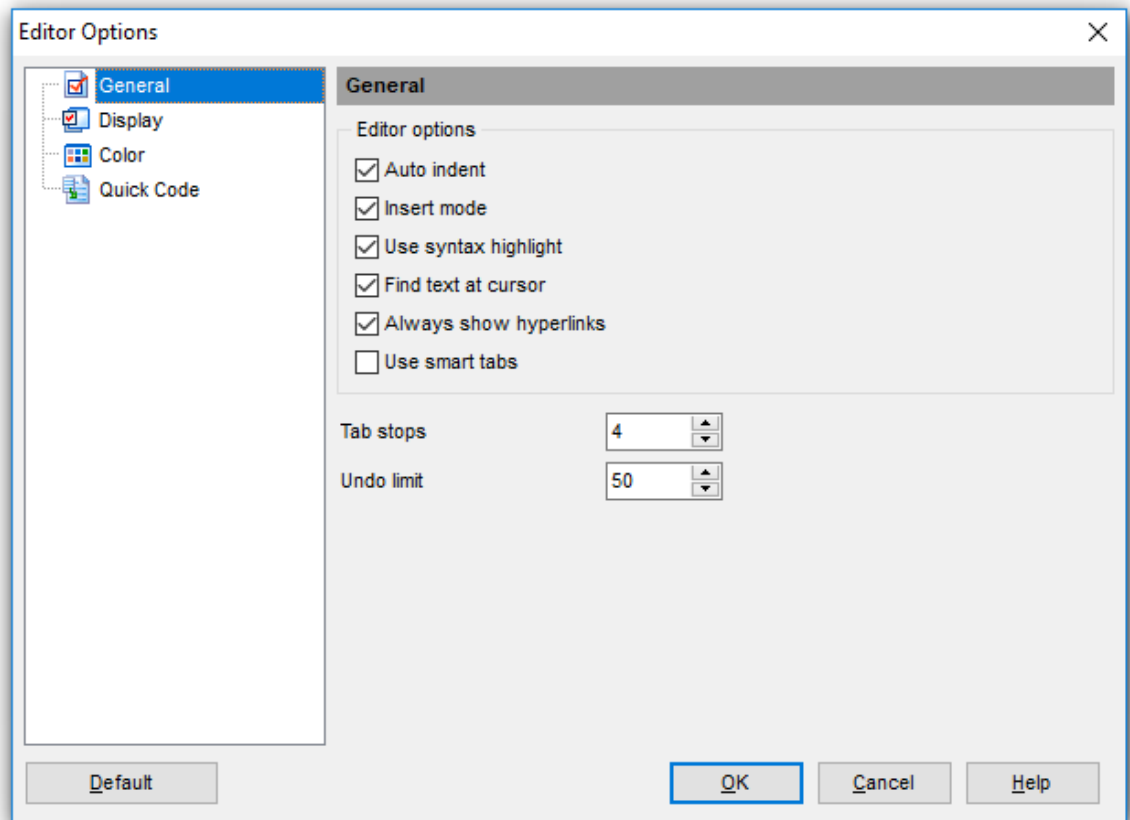 Editor Options
General
Display
Color
Quick Code
General
Editor options
Auto indent
Insert mode
Use syntax highlight
Find text at cursor
Always show hyperlinks
Use smart tabs
Tab stops 4
Undo limit 50
Default OK Cancel Help